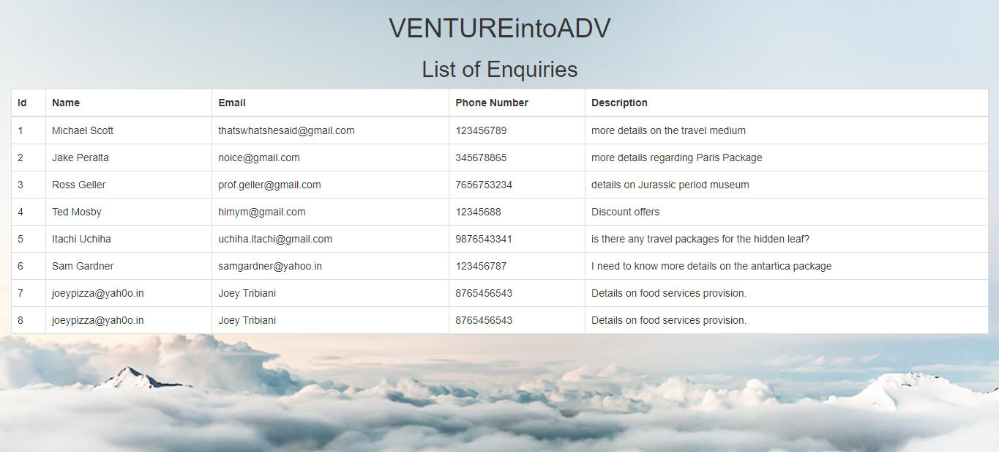 VENTUREintoADV
List of Enquiries
Id Name Email Phone Number Description
1 Michael Scott thatswhatshesaid@gmail.com 123456789 more details on the travel medium
2 Jake Peralta noice@gmail.com 345678865 more details regarding Paris Package
3 Ross Geller prof.geller@gmail.com 7656753234 details on Jurassic period museum
4 Ted Mosby himym@gmail.com 12345688 Discount offers
5 Itachi Uchiha uchiha.itachi@gmail.com 9876543341 is there any travel packages for the hidden leaf?
6 Sam Gardner samgardner@yahoo.in 123456787 I need to know more details on the antartica package
7 joeypizza@yah0o.in Joey Tribiani 8765456543 Details on food services provision.
8 joeypizza@yah0o.in Joey Tribiani 8765456543 Details on food services provision.